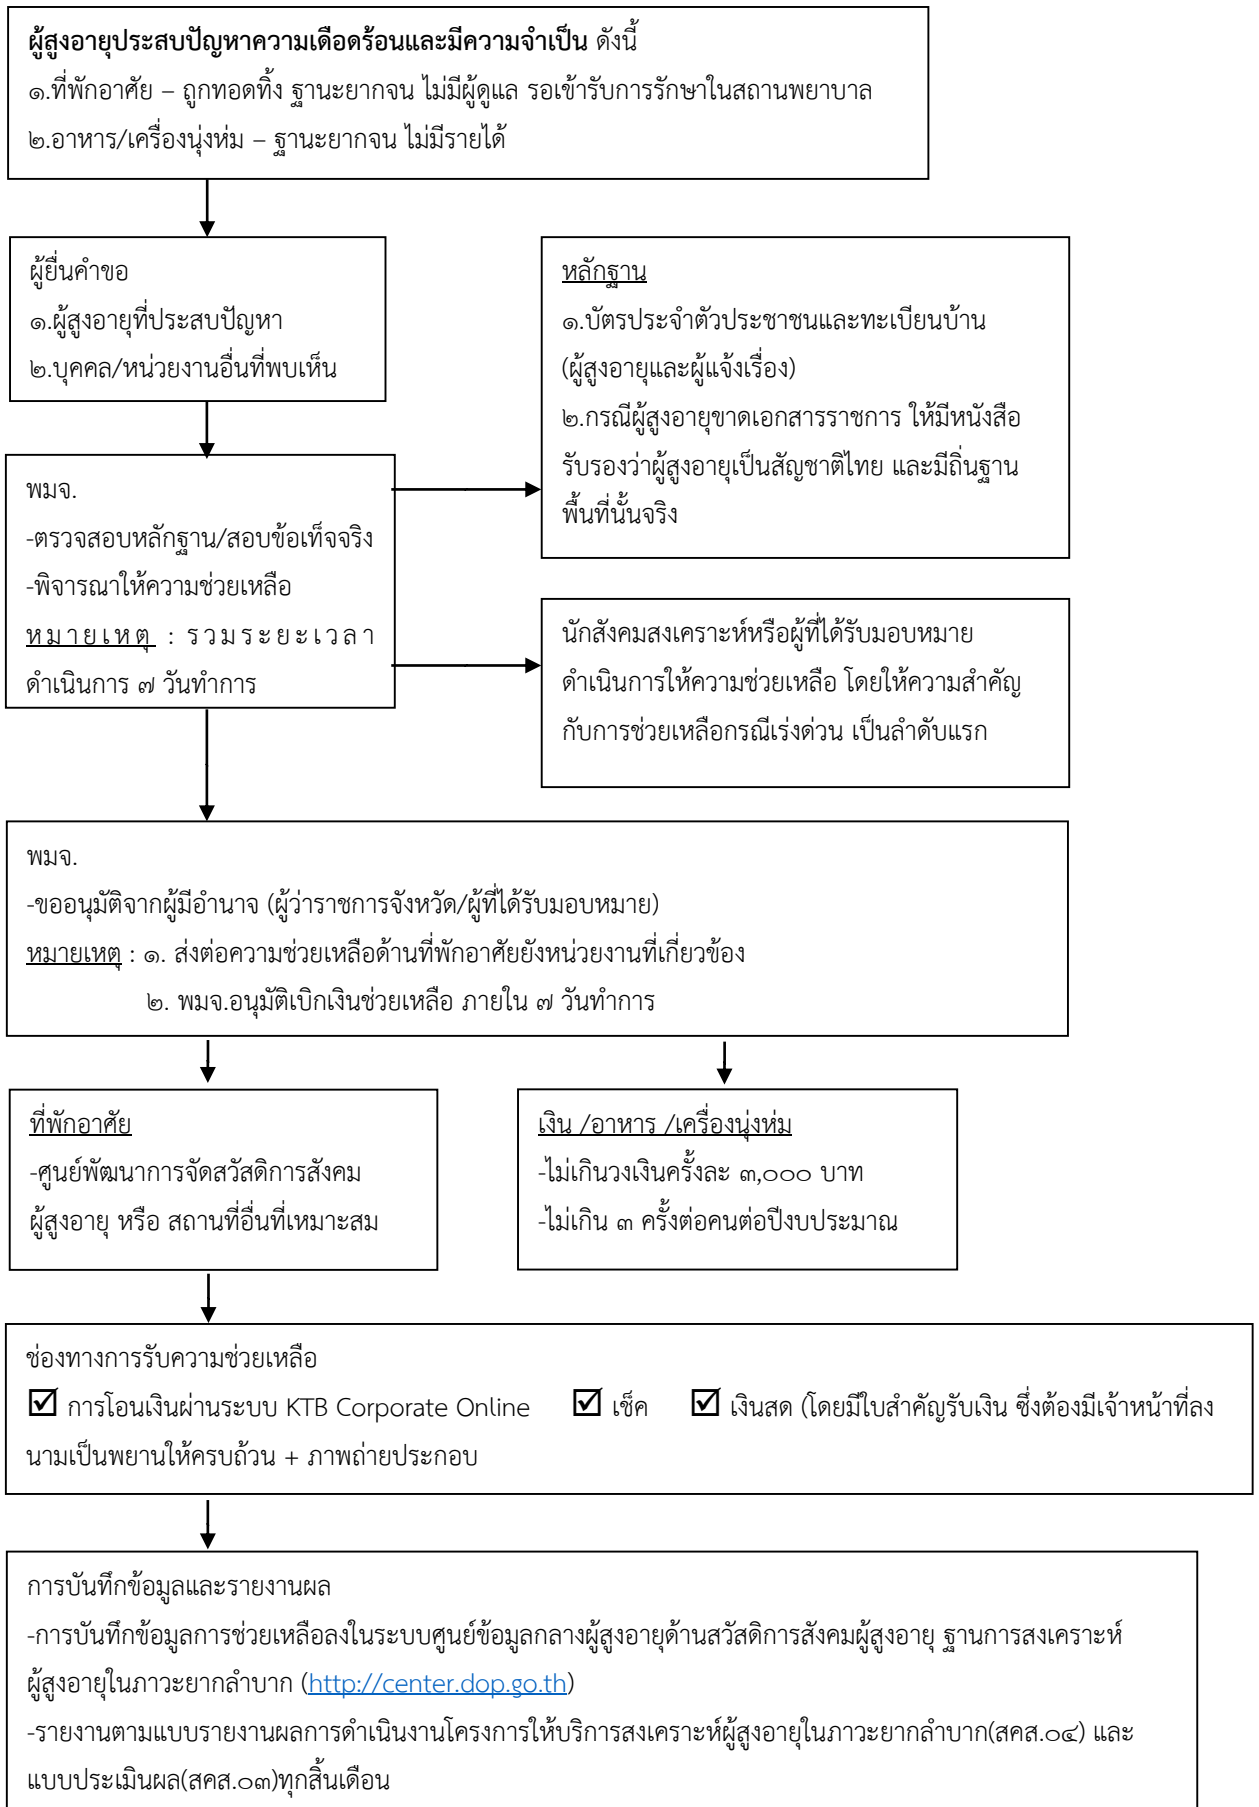 ผู้สูงอายุประสบปัญหาความเดือดร้อนและมีความจำเป็น ดังนี้
๑.ที่พักอาศัย – ถูกทอดทิ้ง ฐานะยากจน ไม่มีผู้ดูแล รอเข้ารับการรักษาในสถานพยาบาล
๒.อาหาร/เครื่องนุ่งห่ม – ฐานะยากจน ไม่มีรายได้
ผู้ยื่นคำขอ
๑.ผู้สูงอายุที่ประสบปัญหา
๒.บุคคล/หน่วยงานอื่นที่พบเห็น
หลักฐาน
๑.บัตรประจำตัวประชาชนและทะเบียนบ้าน
(ผู้สูงอายุและผู้แจ้งเรื่อง)
๒.กรณีผู้สูงอายุขาดเอกสารราชการ ให้มีหนังสือ
รับรองว่าผู้สูงอายุเป็นสัญชาติไทย และมีถิ่นฐาน
พื้นที่นั้นจริง
พมจ.
-ตรวจสอบหลักฐาน/สอบข้อเท็จจริง
-พิจารณาให้ความช่วยเหลือ
หมายเหตุ : รวมระยะเวลา
ดำเนินการ ๗ วันทำการ
นักสังคมสงเคราะห์หรือผู้ที่ได้รับมอบหมาย
ดำเนินการให้ความช่วยเหลือ โดยให้ความสำคัญ
กับการช่วยเหลือกรณีเร่งด่วน เป็นลำดับแรก
พมจ.
-ขออนุมัติจากผู้มีอำนาจ (ผู้ว่าราชการจังหวัด/ผู้ที่ได้รับมอบหมาย)
หมายเหตุ : ๑. ส่งต่อความช่วยเหลือด้านที่พักอาศัยยังหน่วยงานที่เกี่ยวข้อง
๒. พมจ.อนุมัติเบิกเงินช่วยเหลือ ภายใน ๗ วันทำการ
ที่พักอาศัย
-ศูนย์พัฒนาการจัดสวัสดิการสังคม
ผู้สูงอายุ หรือ สถานที่อื่นที่เหมาะสม
เงิน /อาหาร /เครื่องนุ่งห่ม
-ไม่เกินวงเงินครั้งละ ๓,๐๐๐ บาท
-ไม่เกิน ๓ ครั้งต่อคนต่อปีงบประมาณ
ช่องทางการรับความช่วยเหลือ
☑ การโอนเงินผ่านระบบ KTB Corporate Online ☑ เช็ค ☑ เงินสด (โดยมีใบสำคัญรับเงิน ซึ่งต้องมีเจ้าหน้าที่ลง
นามเป็นพยานให้ครบถ้วน + ภาพถ่ายประกอบ
การบันทึกข้อมูลและรายงานผล
-การบันทึกข้อมูลการช่วยเหลือลงในระบบศูนย์ข้อมูลกลางผู้สูงอายุด้านสวัสดิการสังคมผู้สูงอายุ ฐานการสงเคราะห์
ผู้สูงอายุในภาวะยากลำบาก (http://center.dop.go.th)
-รายงานตามแบบรายงานผลการดำเนินงานโครงการให้บริการสงเคราะห์ผู้สูงอายุในภาวะยากลำบาก(สคส.๐๔) และ
แบบประเมินผล(สคส.๐๓)ทุกสิ้นเดือน